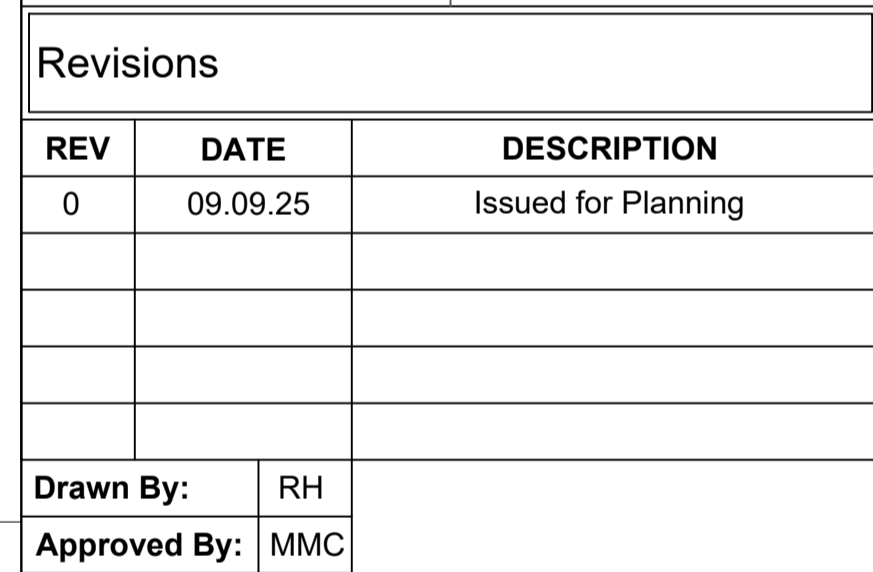 Revisions
REV DATE DESCRIPTION
0 09.09.25 Issued for Planning
Drawn By: RH
Approved By: MMC